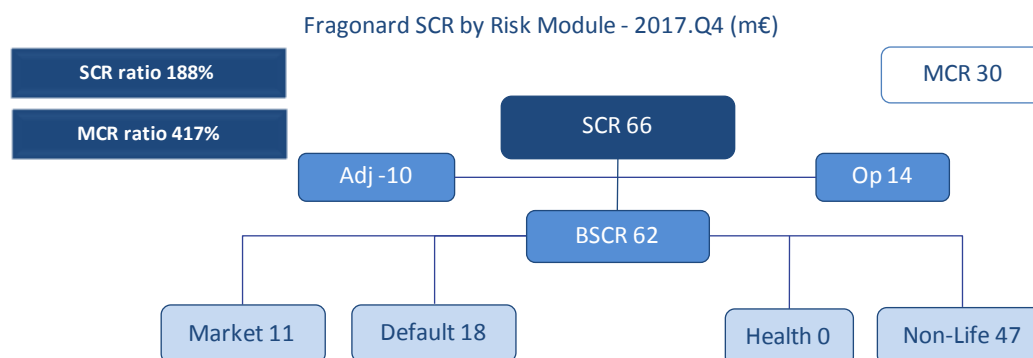 Fragonard SCR by Risk Module - 2017.Q4 (m€)
SCR ratio 188%
MCR 30
MCR ratio 417%
SCR 66
Adj -10
Op 14
BSCR 62
Market 11
Default 18
Health 0
Non-Life 47